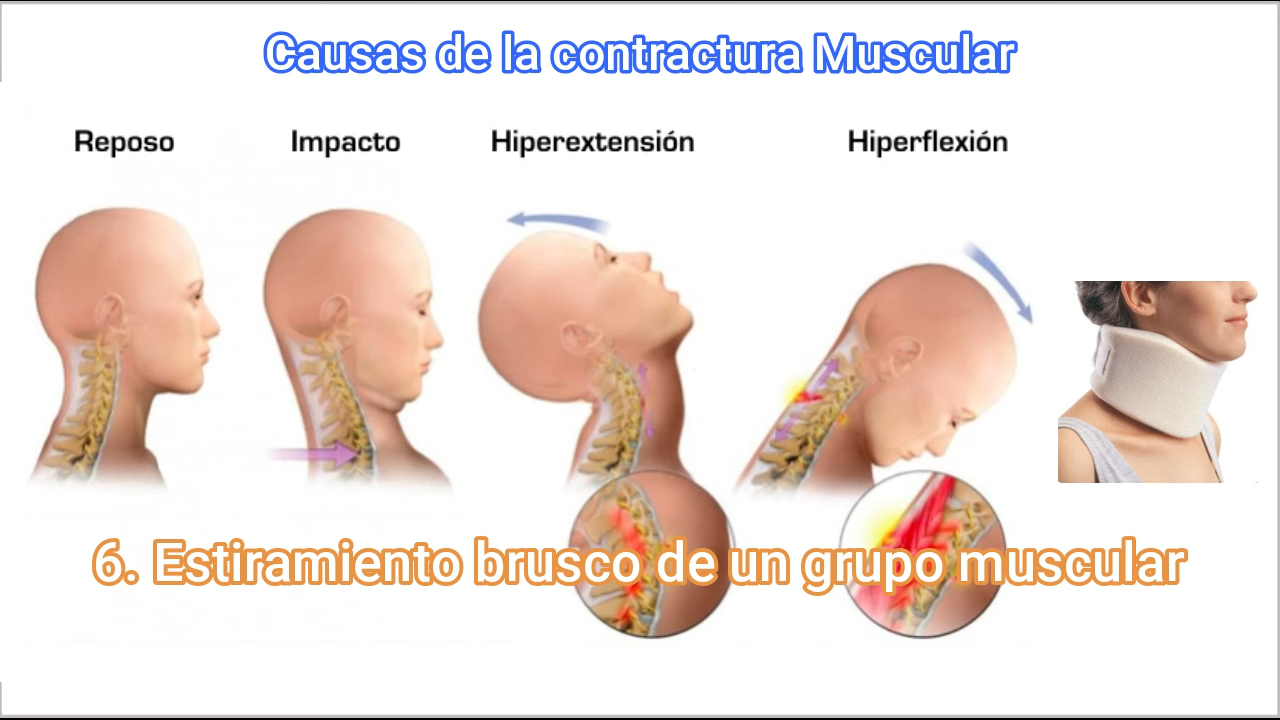 Causas de la contractura Muscular
Reposo
Impacto
Hiperextensión
Hiperflexión
6. Estiramiento brusco de un grupo muscular